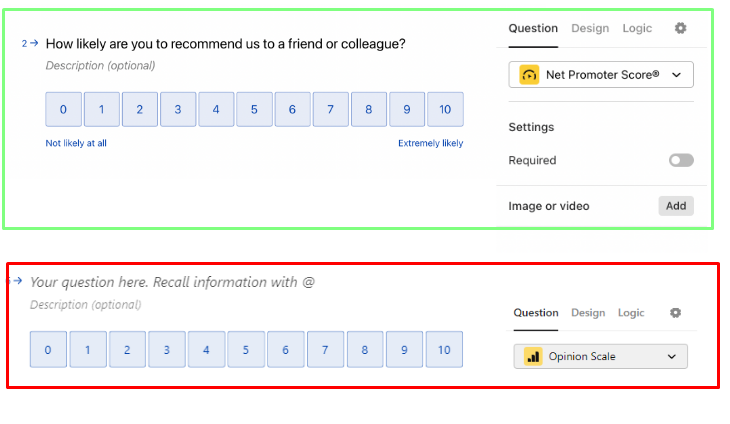 Question Design Logic
2→ How likely are you to recommend us to a friend or colleague?
Description (optional)
Net Promoter Score®
0 1 2 3 4 5 6 7 8 9 10
Not likely at all Extremely likely
Settings
Required
Image or video Add
→ Your question here. Recall information with @
Description (optional)
Question Design Logic
0 1 2 3 4 5 6 7 8 9 10
Opinion Scale